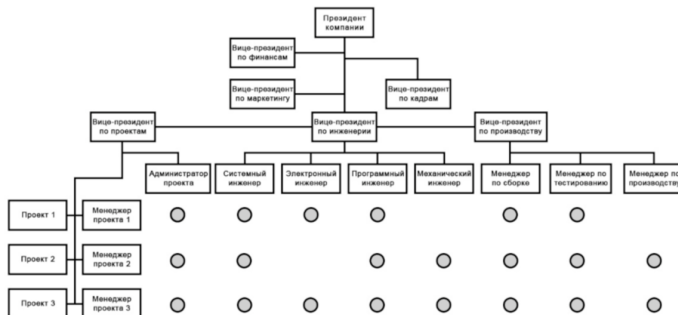 Президент
компании
Вице-президент
по финансам
Вице-президент
по маркетингу
Вице-президент
по кадрам
Вице-президент
по проектам
Вице-президент
по инженерии
Вице-президент
по производству
Администратор
проекта
Системный
инженер
Электронный
инженер
Программный
инженер
Механический
инженер
Менеджер
по сборке
Менеджер по
тестированию
Менеджер по
производству
Проект 1
Менеджер
проекта 1
Проект 2
Менеджер
проекта 2
Проект 3
Менеджер
проекта 3